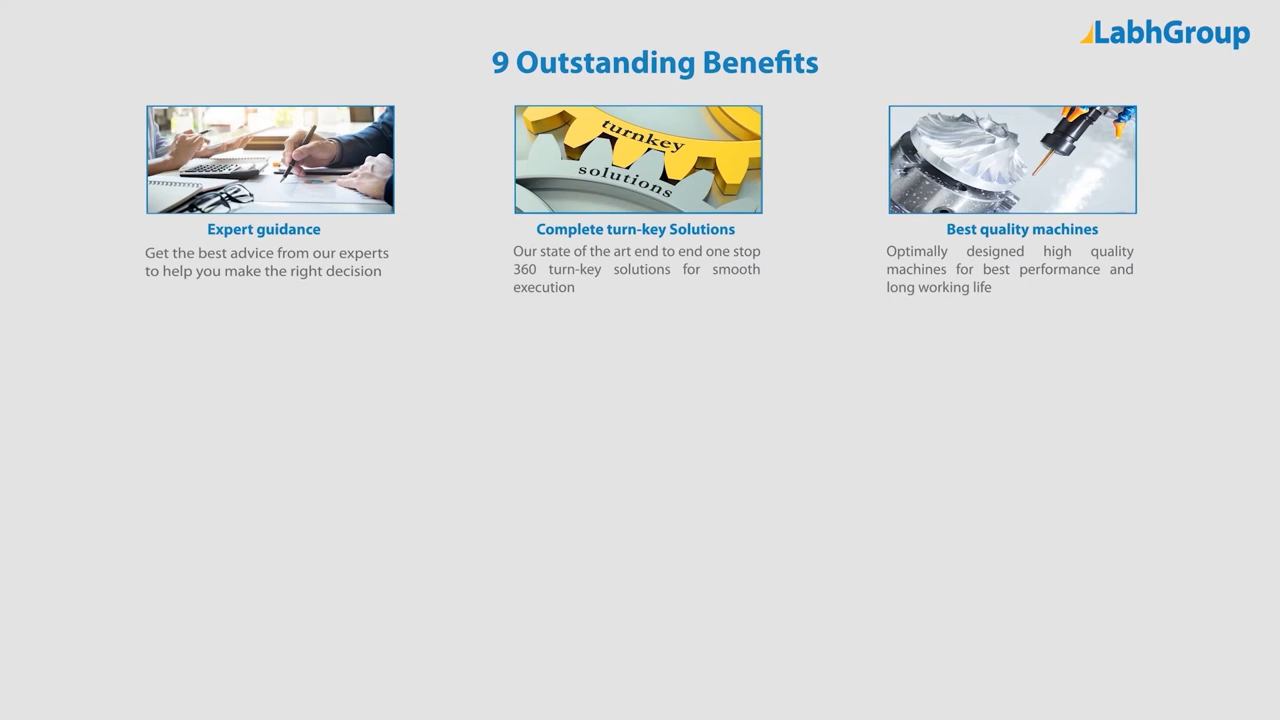 LabhGroup
9 Outstanding Benefits
turnkey
solutions
Expert guidance
Get the best advice from our experts
to help you make the right decision
Complete turn-key Solutions
Our state of the art end to end one stop
360 turn-key solutions for smooth
execution
Best quality machines
Optimally designed high quality
machines for best performance and
long working life